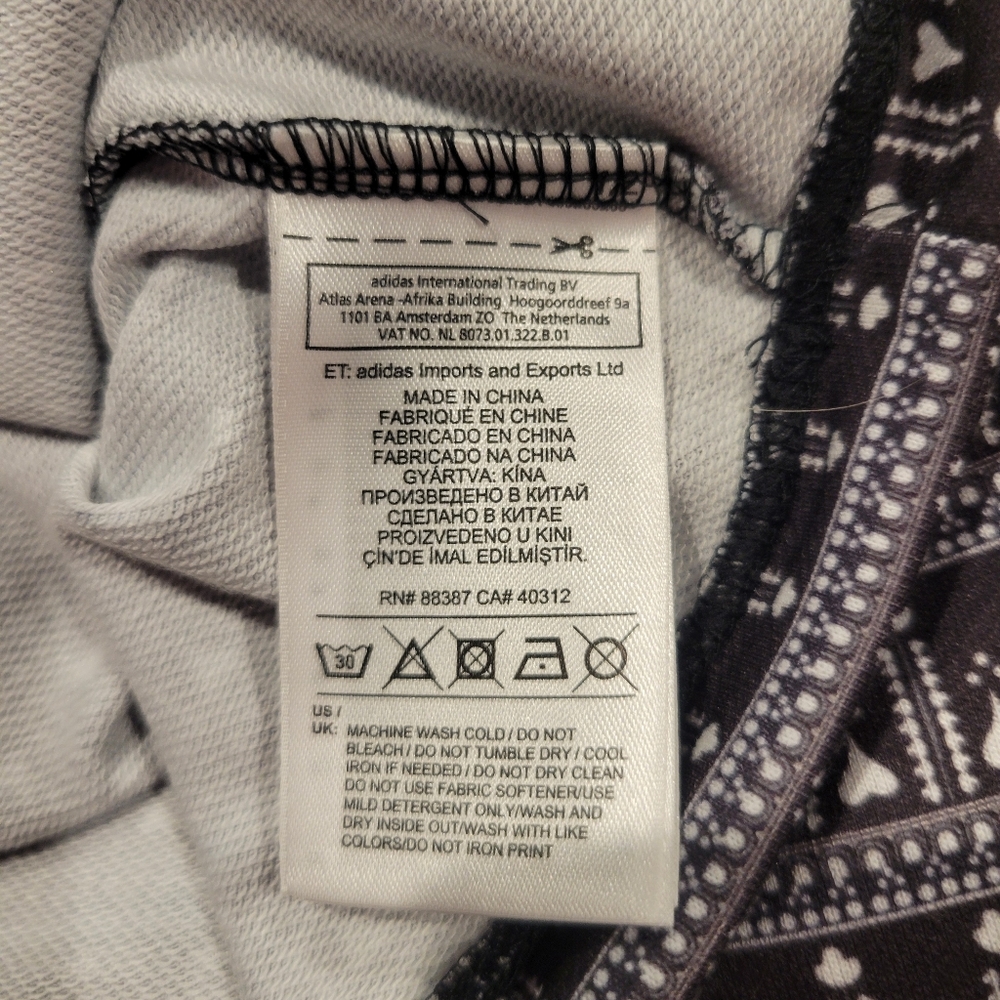 adidas International Trading BV
Atlas Arena -Afrika Building Hoogoorddreef 9a
1101 BA Amsterdam ZO The Netherlands
VAT NO. NL 8073.01.322.B.01
ET: adidas Imports and Exports Ltd
MADE IN CHINA
FABRIQUÉ EN CHINE
FABRICADO EN CHINA
FABRICADO NA CHINA
GYÁRTVA: KÍNA
ПРОИЗВЕДЕНО В КИТАЙ
СДЕЛАНО В КИТАЕ
PROIZVEDENO U KINI
ÇİN'DE İMAL EDİLMİŞTİR.
RN# 88387 CA# 40312
30
US /
UK: MACHINE WASH COLD / DO NOT
BLEACH / DO NOT TUMBLE DRY / COOL
IRON IF NEEDED / DO NOT DRY CLEAN
DO NOT USE FABRIC SOFTENER/USE
MILD DETERGENT ONLY/WASH AND
DRY INSIDE OUT/WASH WITH LIKE
COLORS/DO NOT IRON PRINT